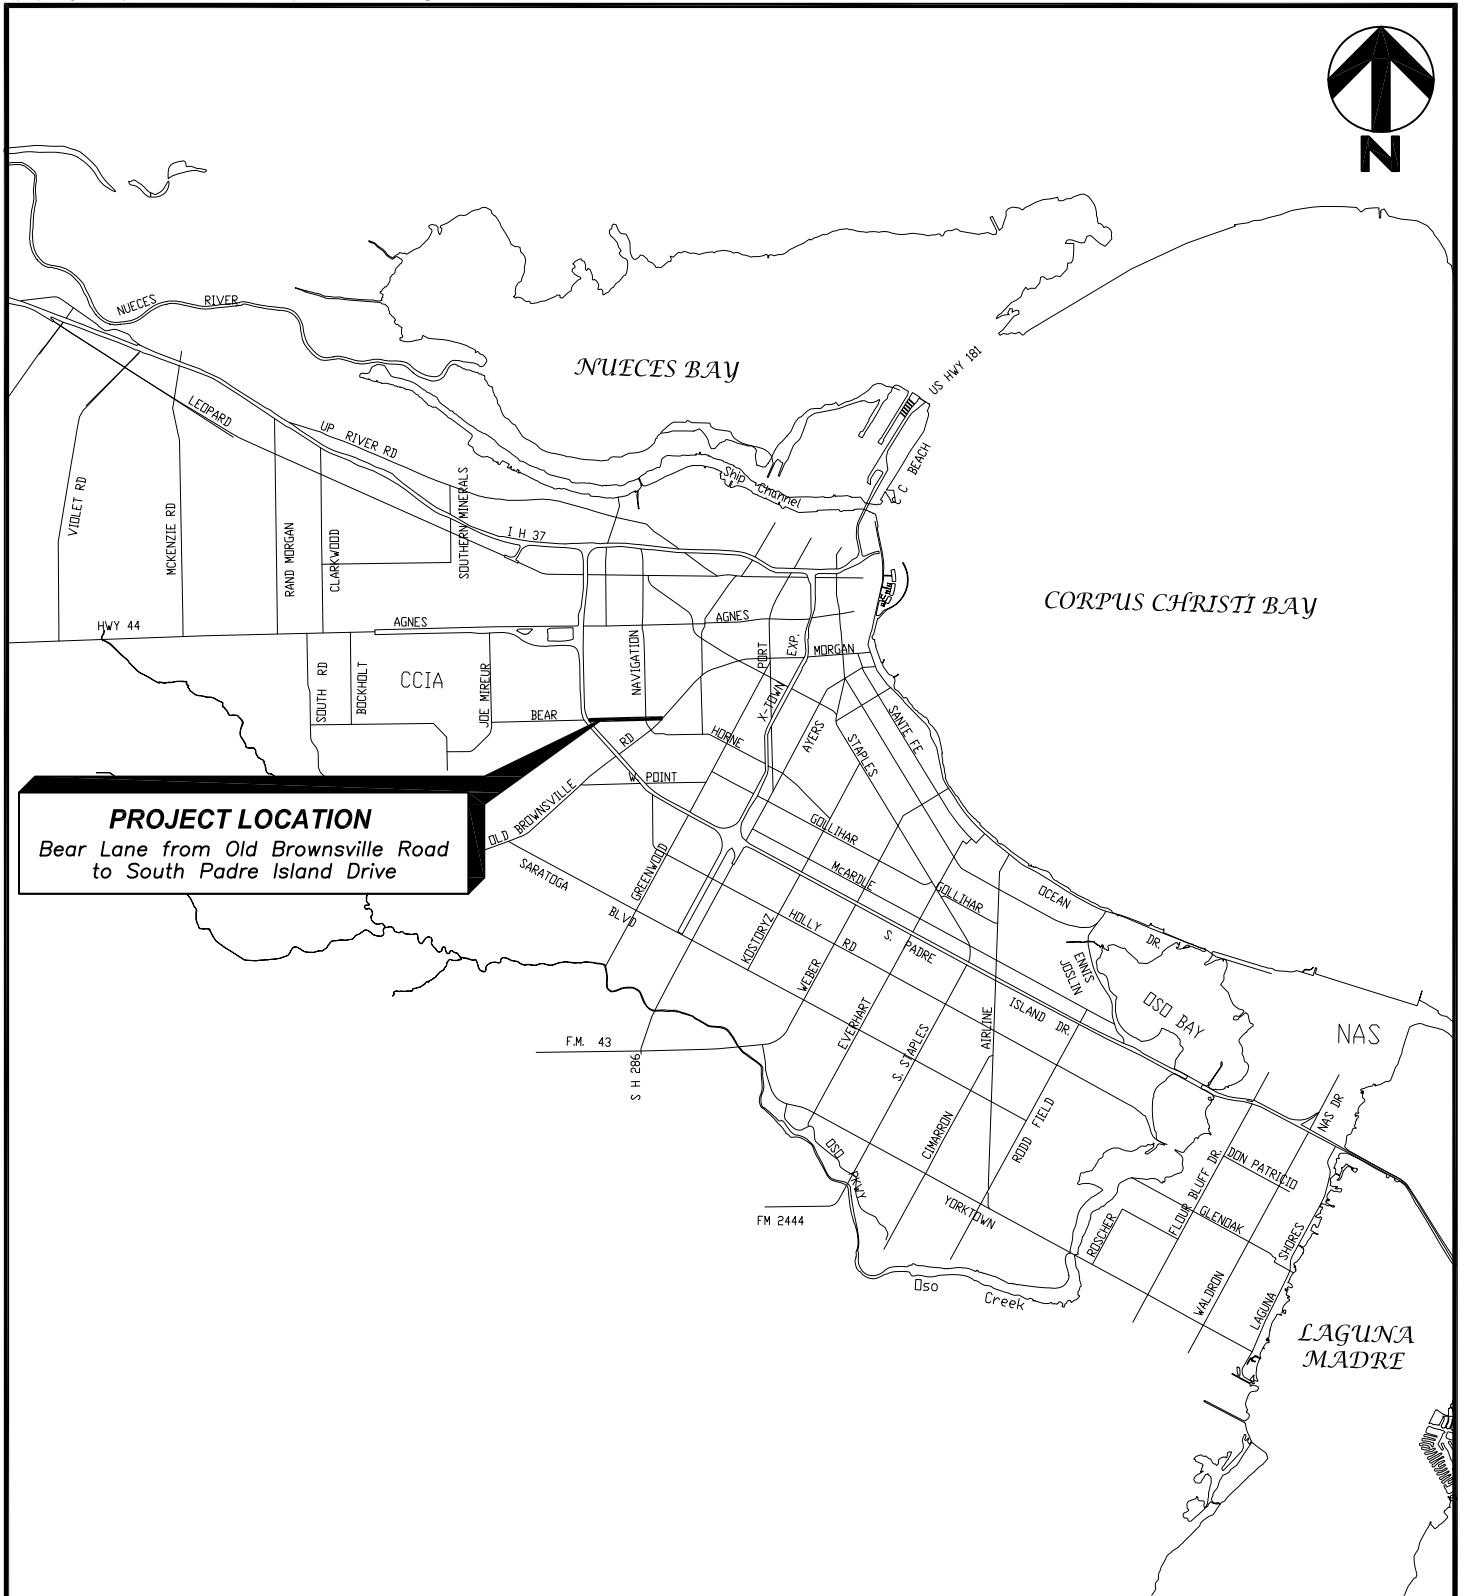 N
NUECES RIVER
NUECES BAY
US HWY 181
LEOPARD
UP RIVER RD
C C BEACH
Ship Channel
VIOLET RD
MCKENZIE RD
RAND MORGAN
CLARKWOOD
SOUTHERN MINERALS
I H 37
CORPUS CHRISTI BAY
HWY 44
AGNES
AGNES
SOUTH RD
BOCKHOLT
CCIA
JOE MIREUR
NAVIGATION
PORT
EXP.
MORGAN
BEAR
X-TOWN
RD
HORNE
AYERS
STAPLES
SANTE FE
W. POINT
OLD BROWNSVILLE
PROJECT LOCATION
Bear Lane from Old Brownsville Road
to South Padre Island Drive
GOLLIHAR
SARATOGA
BLVD
GREENWOOD
MCARDLE
GOLLIHAR
OCEAN
DR.
KOSTORYZ
HOLLY
RD
WEBER
S. PADRE
ISLAND DR.
ENNIS
JOSLIN
OSO BAY
NAS
F.M. 43
S H 286
EVERHART
S. STAPLES
AIRLINE
CIMARRON
RODD FIELD
NAS DR
OSO PKWY
DON PATRICIO
FLOUR BLUFF DR.
FM 2444
YORKTOWN
ROSCHER
GLENOAK
SHORES
WALDRON
LAGUNA
Oso Creek
LAGUNA
MADRE